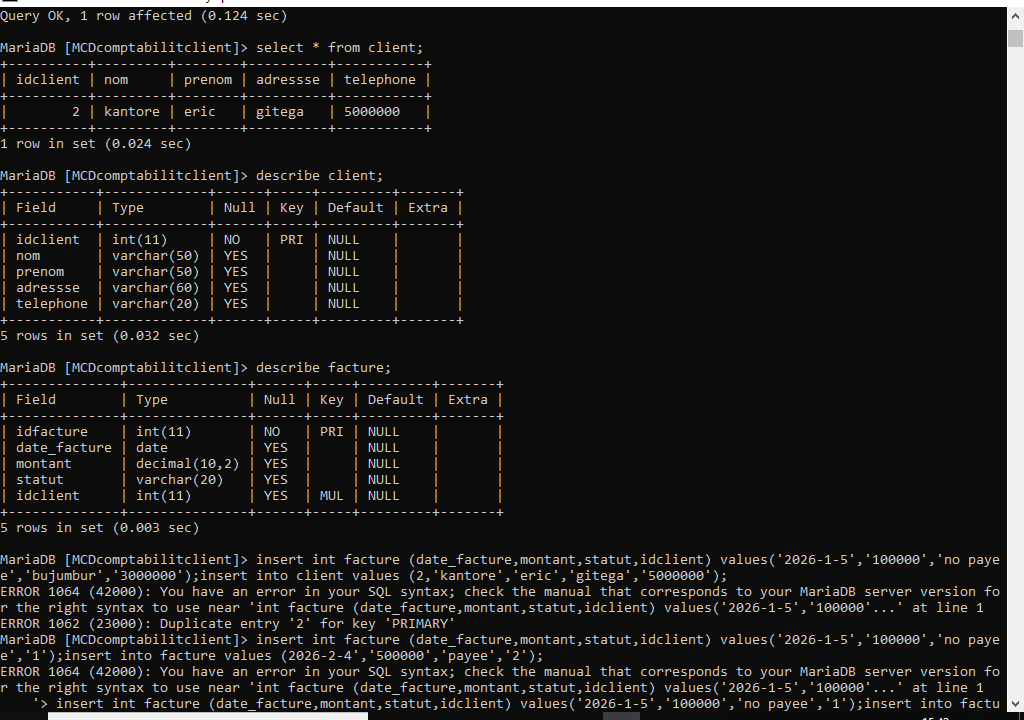 Query OK, 1 row affected (0.124 sec)
MariaDB [MCDcomptabilitclient]> select * from client;
+----------+---------+--------+----------+-----------+
| idclient | nom     | prenom | adressse | telephone |
+----------+---------+--------+----------+-----------+
|        2 | kantore | eric   | gitega   | 5000000   |
+----------+---------+--------+----------+-----------+
1 row in set (0.024 sec)
MariaDB [MCDcomptabilitclient]> describe client;
+-----------+-------------+------+-----+---------+-------+
| Field     | Type        | Null | Key | Default | Extra |
+-----------+-------------+------+-----+---------+-------+
| idclient  | int(11)     | NO   | PRI | NULL    |       |
| nom       | varchar(50) | YES  |     | NULL    |       |
| prenom    | varchar(50) | YES  |     | NULL    |       |
| adressse  | varchar(60) | YES  |     | NULL    |       |
| telephone | varchar(20) | YES  |     | NULL    |       |
+-----------+-------------+------+-----+---------+-------+
5 rows in set (0.032 sec)
MariaDB [MCDcomptabilitclient]> describe facture;
+--------------+---------------+------+-----+---------+-------+
| Field        | Type          | Null | Key | Default | Extra |
+--------------+---------------+------+-----+---------+-------+
| idfacture    | int(11)       | NO   | PRI | NULL    |       |
| date_facture | date          | YES  |     | NULL    |       |
| montant      | decimal(10,2) | YES  |     | NULL    |       |
| statut       | varchar(20)   | YES  |     | NULL    |       |
| idclient     | int(11)       | YES  | MUL | NULL    |       |
+--------------+---------------+------+-----+---------+-------+
5 rows in set (0.003 sec)
MariaDB [MCDcomptabilitclient]> insert int facture (date_facture,montant,statut,idclient) values('2026-1-5','100000','no paye
e','bujumbur','3000000');insert into client values (2,'kantore','eric','gitega','5000000');
ERROR 1064 (42000): You have an error in your SQL syntax; check the manual that corresponds to your MariaDB server version fo
r the right syntax to use near 'int facture (date_facture,montant,statut,idclient) values('2026-1-5','100000'...' at line 1
ERROR 1062 (23000): Duplicate entry '2' for key 'PRIMARY'
MariaDB [MCDcomptabilitclient]> insert int facture (date_facture,montant,statut,idclient) values('2026-1-5','100000','no paye
e','1');insert into facture values (2026-2-4','500000','payee','2');
ERROR 1064 (42000): You have an error in your SQL syntax; check the manual that corresponds to your MariaDB server version fo
r the right syntax to use near 'int facture (date_facture,montant,statut,idclient) values('2026-1-5','100000'...' at line 1
'> insert int facture (date_facture,montant,statut,idclient) values('2026-1-5','100000','no payee','1');insert into factu